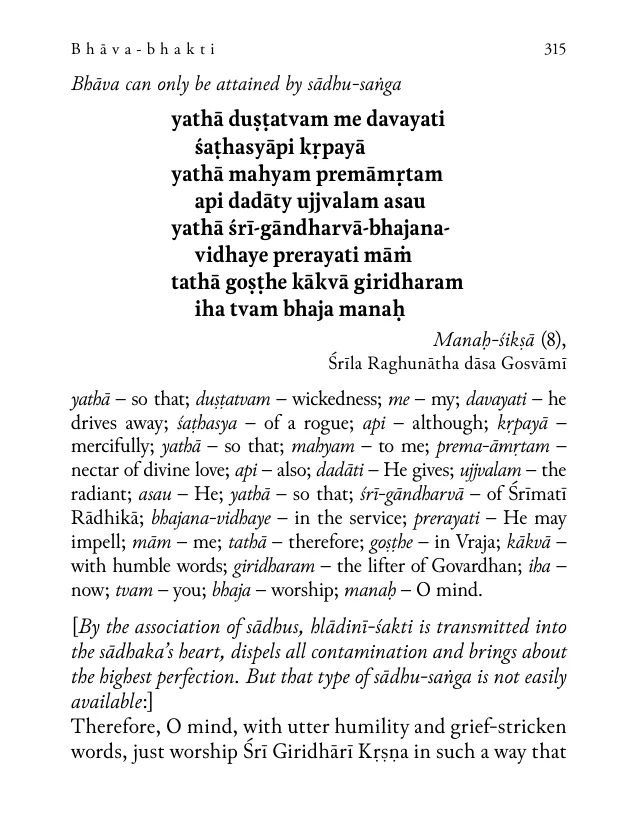 Bhāva-bhakti 315
Bhāva can only be attained by sādhu-saṅga
yathā duṣṭatvam me davayati
śaṭhasyāpi kṛpayā
yathā mahyam premāmṛtam
api dadāty ujjvalam asau
yathā śrī-gāndharvā-bhajana-
vidhaye prerayati māṁ
tathā goṣṭhe kākvā giridharam
iha tvam bhaja manaḥ
Manaḥ-śikṣā (8),
Śrīla Raghunātha dāsa Gosvāmī
yathā – so that; duṣṭatvam – wickedness; me – my; davayati – he
drives away; śaṭhasya – of a rogue; api – although; kṛpayā –
mercifully; yathā – so that; mahyam – to me; prema-āmṛtam –
nectar of divine love; api – also; dadāti – He gives; ujjvalam – the
radiant; asau – He; yathā – so that; śrī-gāndharvā – of Śrīmatī
Rādhikā; bhajana-vidhaye – in the service; prerayati – He may
impell; mām – me; tathā – therefore; goṣṭhe – in Vraja; kākvā –
with humble words; giridharam – the lifter of Govardhan; iha –
now; tvam – you; bhaja – worship; manaḥ – O mind.
[By the association of sādhus, hlādinī-śakti is transmitted into
the sādhaka’s heart, dispels all contamination and brings about
the highest perfection. But that type of sādhu-saṅga is not easily
available:]
Therefore, O mind, with utter humility and grief-stricken
words, just worship Śrī Giridhārī Kṛṣṇa in such a way that